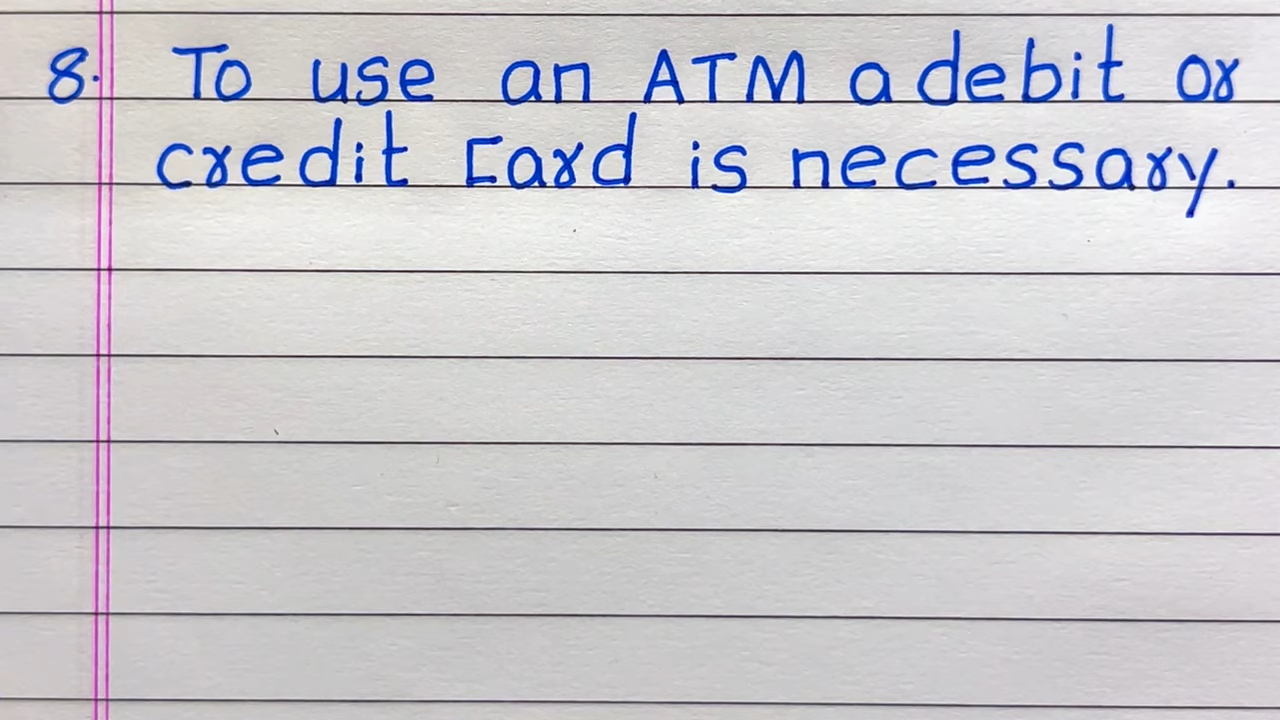 8. To use an ATM a debit or
credit card is necessary.